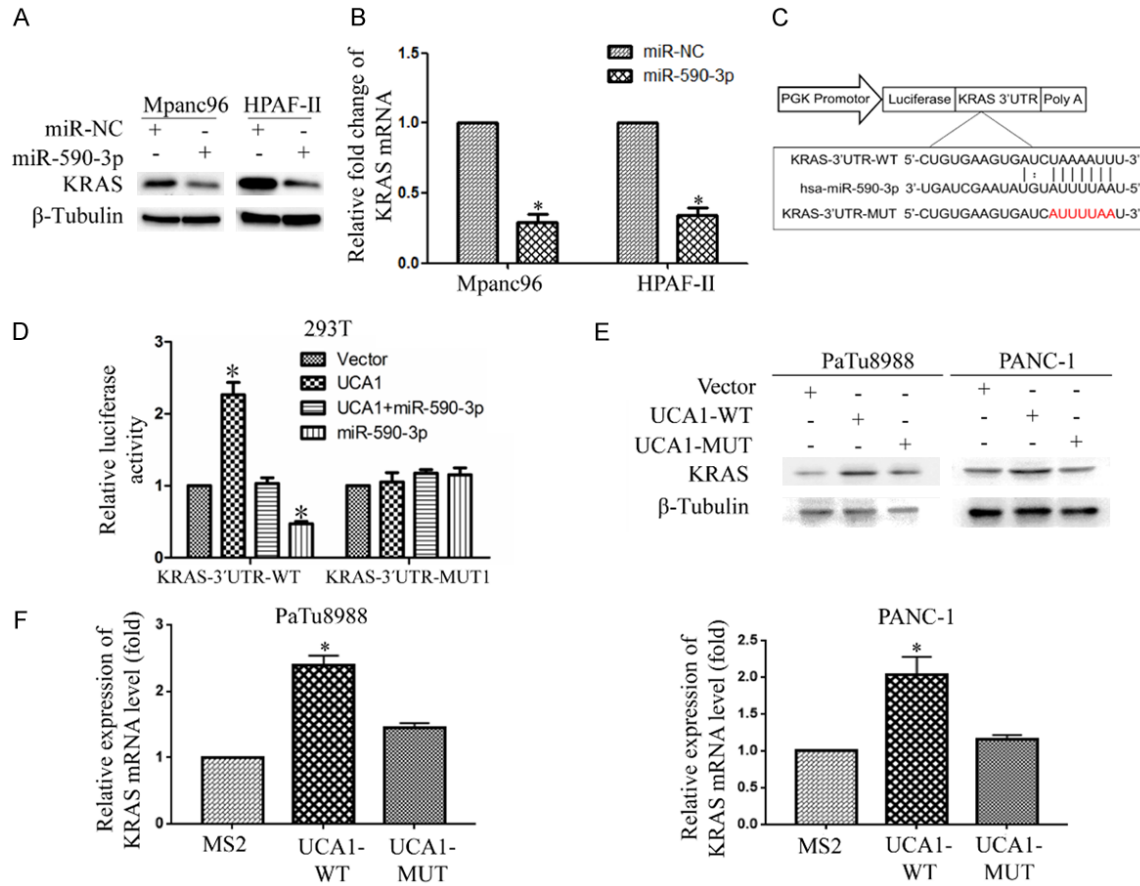 A
Mpanc96 HPAF-II
miR-NC + - + -
miR-590-3p - + - +
KRAS
β-Tubulin
B
Relative fold change of
KRAS mRNA
1.5
1.0
0.5
0.0
miR-NC
miR-590-3p
* *
Mpanc96 HPAF-II
C
PGK Promotor Luciferase KRAS 3'UTR Poly A
KRAS-3'UTR-WT 5'-CUGUGAAGUGAUCUAAAAUUU-3'
hsa-miR-590-3p 3'-UGAUCGAAUAUGUAUUUUAAU-5'
KRAS-3'UTR-MUT 5'-CUGUGAAGUGAUCAUUUUAAU-3'
D
293T
Relative luciferase
activity
3
2
1
0
Vector
UCA1
UCA1+miR-590-3p
miR-590-3p
* *
KRAS-3'UTR-WT KRAS-3'UTR-MUT1
E
PaTu8988 PANC-1
Vector + - - + - -
UCA1-WT - + - - + -
UCA1-MUT - - + - - +
KRAS
β-Tubulin
F
PaTu8988
Relative expression of
KRAS mRNA level (fold)
3
2
1
0
*
MS2 UCA1-WT UCA1-MUT
PANC-1
Relative expression of
KRAS mRNA level (fold)
2.5
2.0
1.5
1.0
0.5
0.0
*
MS2 UCA1-WT UCA1-MUT